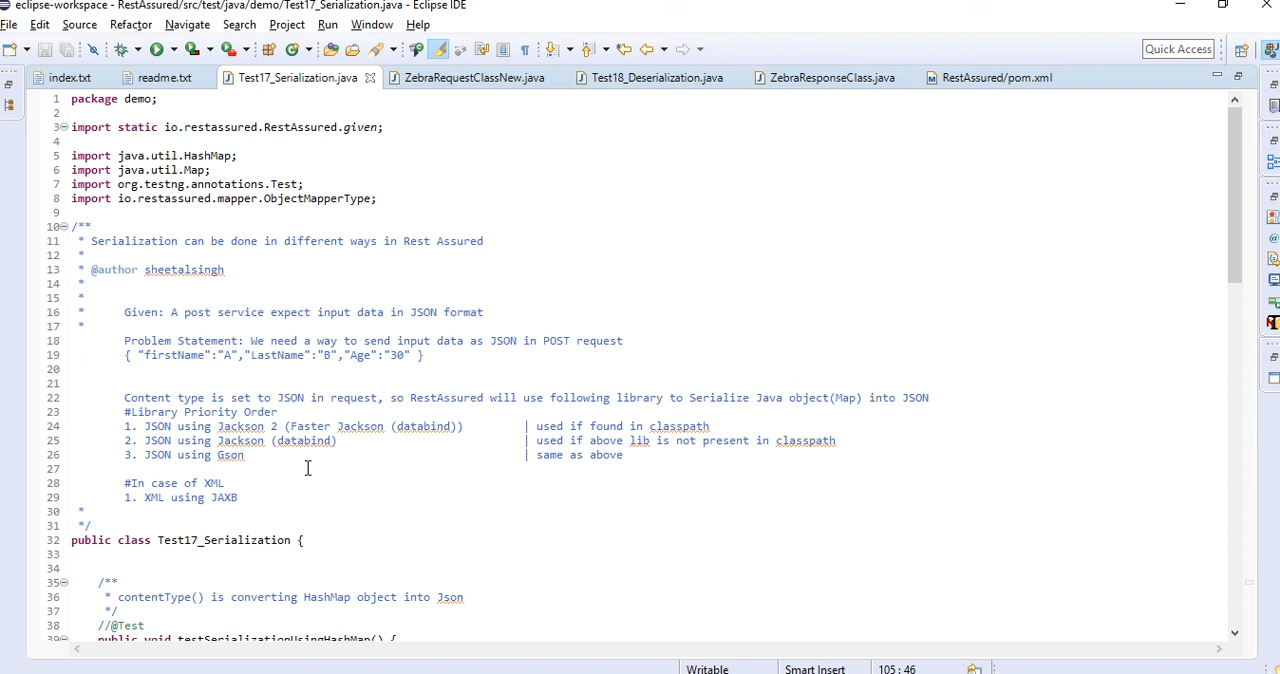 eclipse-workspace - RestAssured/src/test/java/demo/Test17_Serialization.java - Eclipse IDE
File Edit Source Refactor Navigate Search Project Run Window Help
Quick Access
index.txt readme.txt Test17_Serialization.java ZebraRequestClassNew.java Test18_Deserialization.java ZebraResponseClass.java RestAssured/pom.xml
1 package demo;
2
3 import static io.restassured.RestAssured.given;
4
5 import java.util.HashMap;
6 import java.util.Map;
7 import org.testng.annotations.Test;
8 import io.restassured.mapper.ObjectMapperType;
9
10 /**
11 * Serialization can be done in different ways in Rest Assured
12 *
13 * @author sheetalsingh
14 *
15 *
16 * Given: A post service expect input data in JSON format
17 *
18 Problem Statement: We need a way to send input data as JSON in POST request
19 { "firstName":"A","LastName":"B","Age":"30" }
20
21
22 Content type is set to JSON in request, so RestAssured will use following library to Serialize Java object(Map) into JSON
23 #Library Priority Order
24 1. JSON using Jackson 2 (Faster Jackson (databind)) | used if found in classpath
25 2. JSON using Jackson (databind) | used if above lib is not present in classpath
26 3. JSON using Gson | same as above
27
28 #In case of XML
29 1. XML using JAXB
30 *
31 */
32 public class Test17_Serialization {
33
34
35 /**
36 * contentType() is converting HashMap object into Json
37 */
38 //@Test
39 public void testSerializationUsingHashMap() {
Writable Smart Insert 105:46